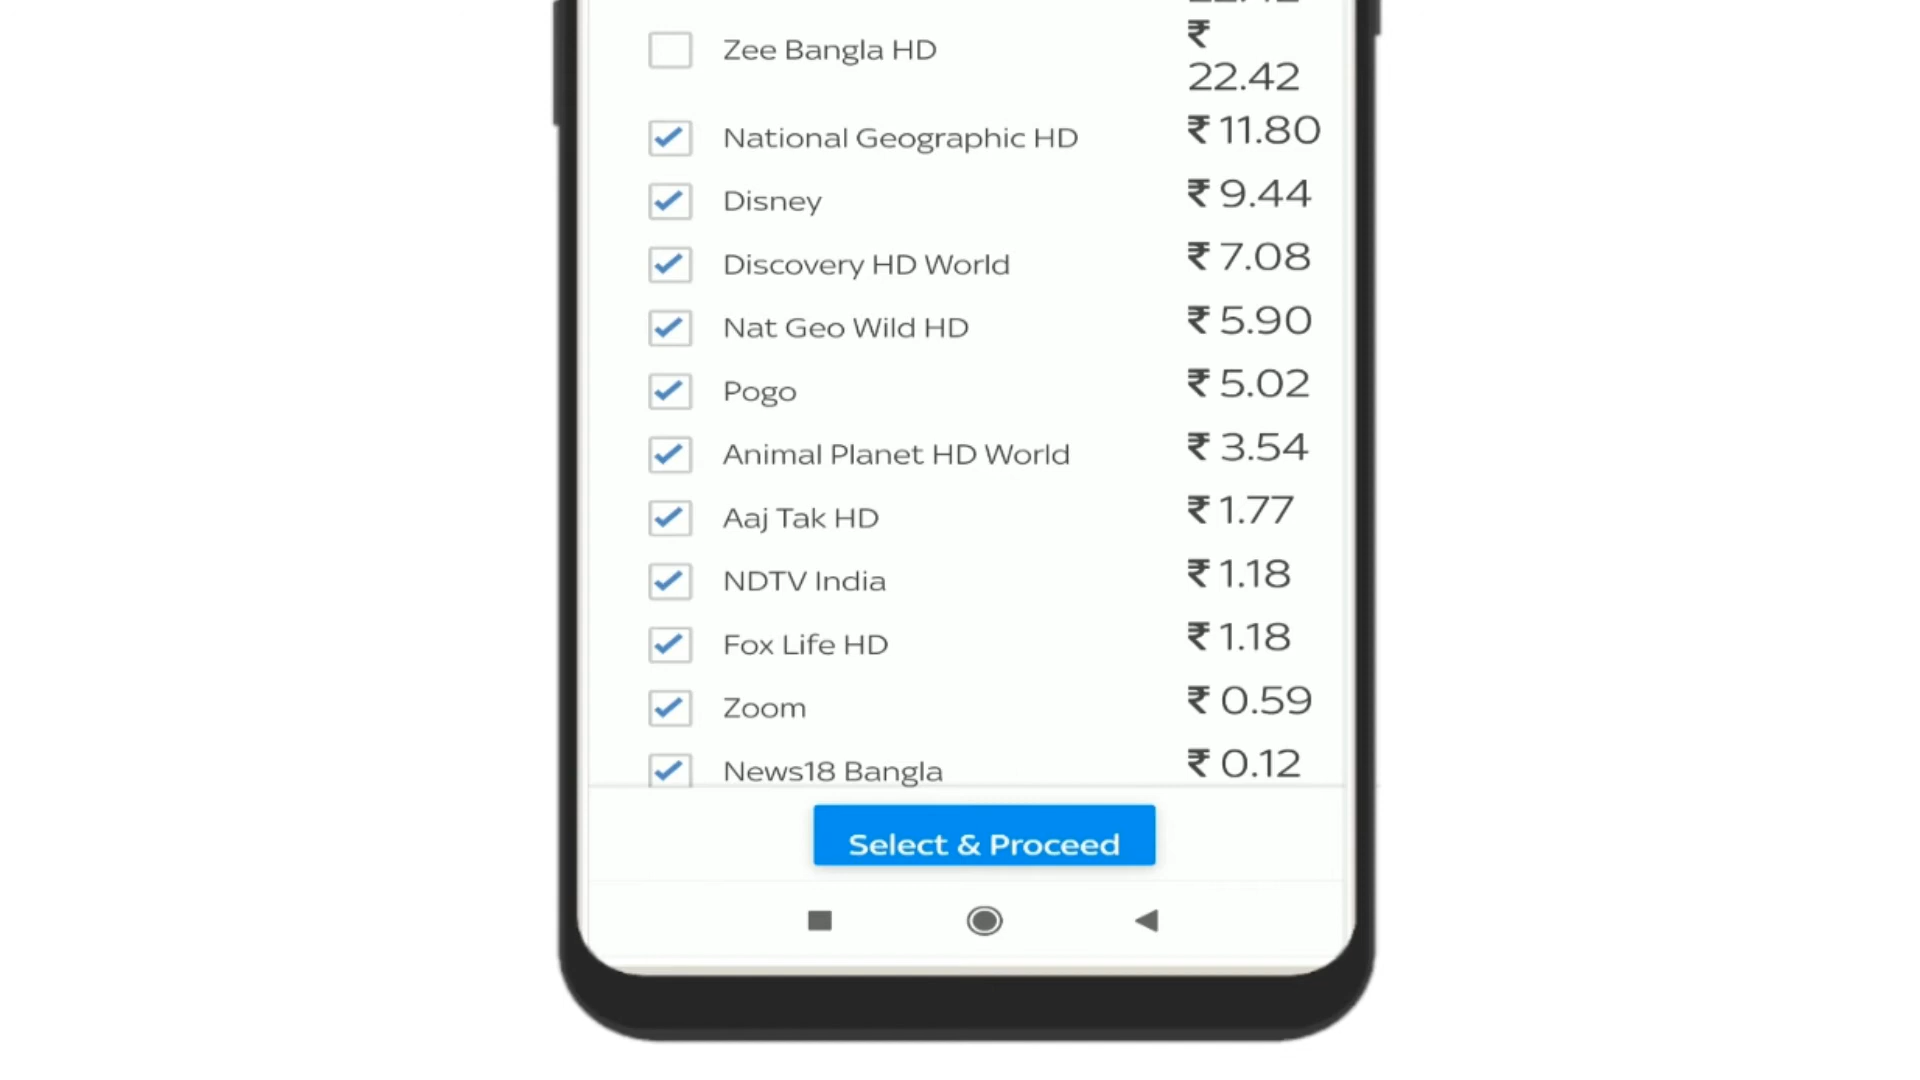 Zee Bangla HD ₹
22.42
National Geographic HD ₹ 11.80
Disney ₹ 9.44
Discovery HD World ₹ 7.08
Nat Geo Wild HD ₹ 5.90
Pogo ₹ 5.02
Animal Planet HD World ₹ 3.54
Aaj Tak HD ₹ 1.77
NDTV India ₹ 1.18
Fox Life HD ₹ 1.18
Zoom ₹ 0.59
News18 Bangla ₹ 0.12
Select & Proceed